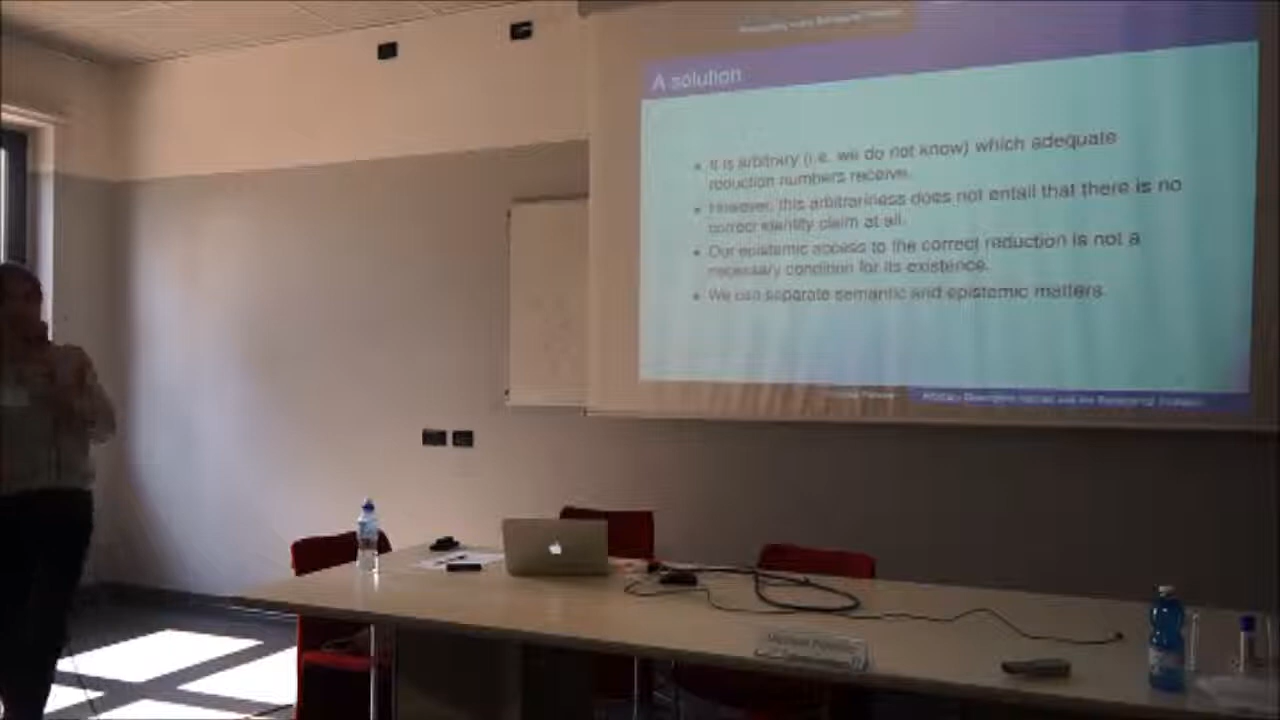 A solution
It is arbitrary (i.e. we do not know) which adequate
reduction numbers receive.
However, this arbitrariness does not entail that there is no
correct identity claim at all.
Our epistemic access to the correct reduction is not a
necessary condition for its existence.
We can separate semantic and epistemic matters.
and the